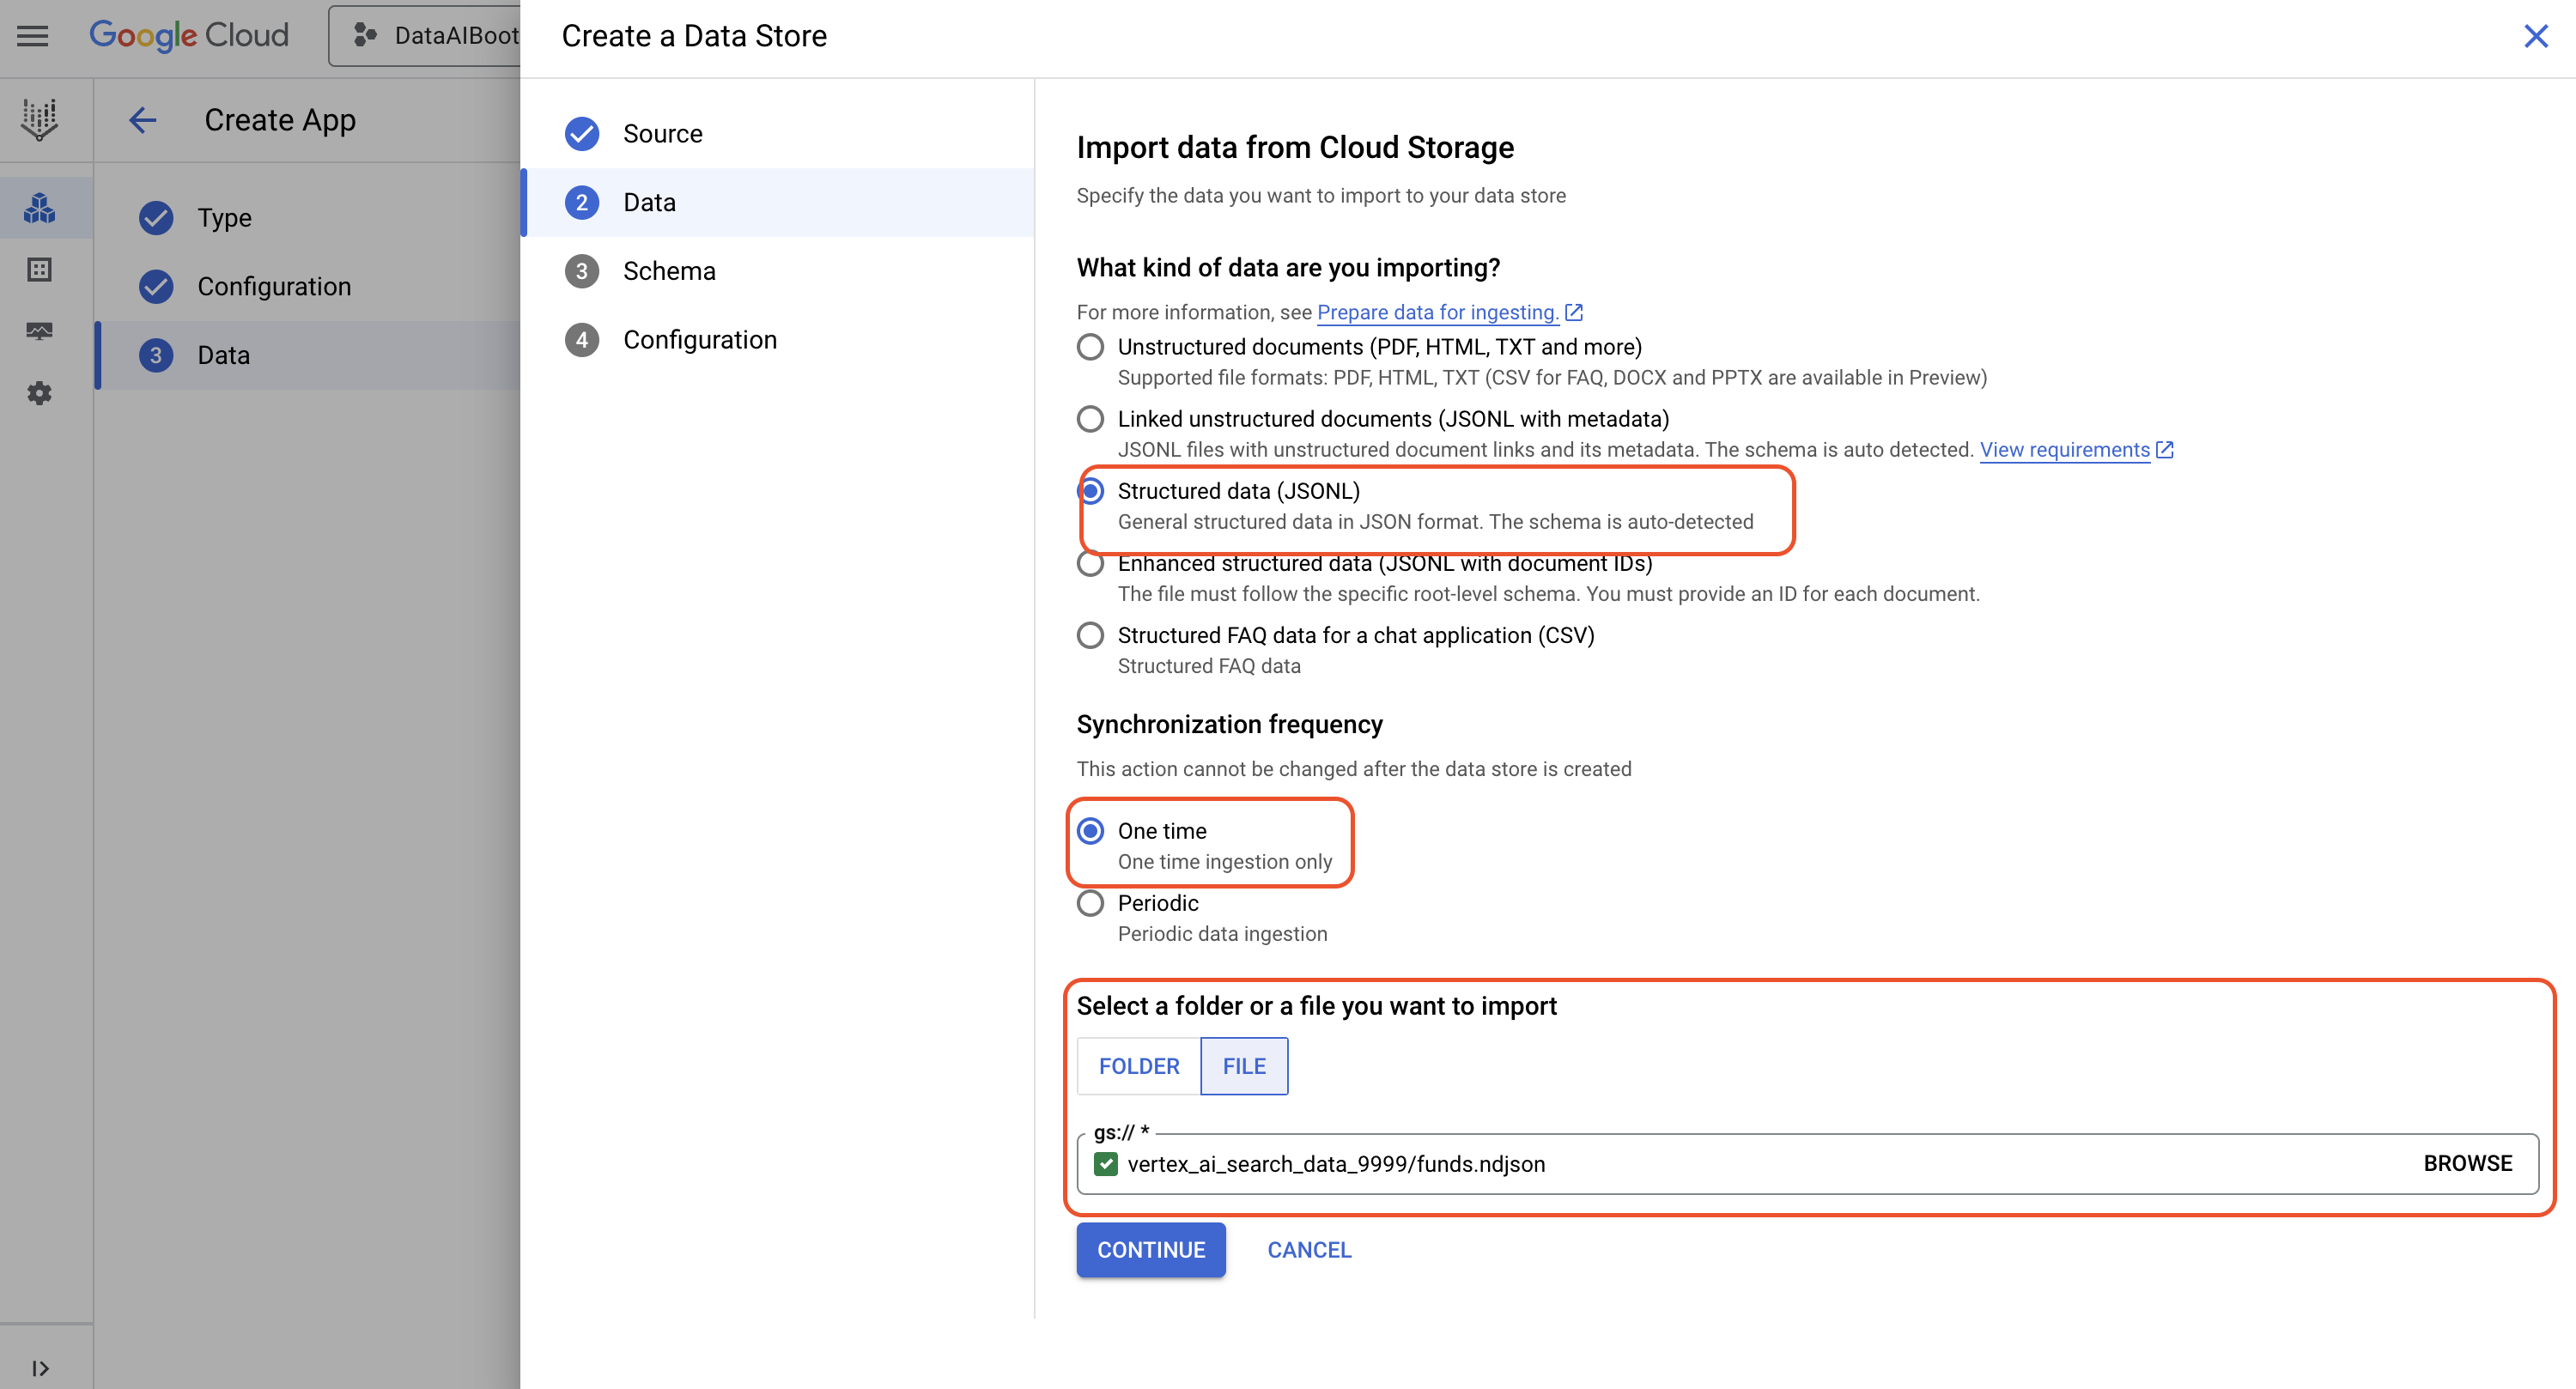 Google Cloud
DataAIBoot
Create a Data Store
Create App
Type
Configuration
3
Data
Source
2
Data
3
Schema
4
Configuration
Import data from Cloud Storage
Specify the data you want to import to your data store
What kind of data are you importing?
For more information, see Prepare data for ingesting.
Unstructured documents (PDF, HTML, TXT and more)
Supported file formats: PDF, HTML, TXT (CSV for FAQ, DOCX and PPTX are available in Preview)
Linked unstructured documents (JSONL with metadata)
JSONL files with unstructured document links and its metadata. The schema is auto detected. View requirements
Structured data (JSONL)
General structured data in JSON format. The schema is auto-detected
Enhanced structured data (JSONL with document IDs)
The file must follow the specific root-level schema. You must provide an ID for each document.
Structured FAQ data for a chat application (CSV)
Structured FAQ data
Synchronization frequency
This action cannot be changed after the data store is created
One time
One time ingestion only
Periodic
Periodic data ingestion
Select a folder or a file you want to import
FOLDER
FILE
gs:// *
vertex_ai_search_data_9999/funds.ndjson
BROWSE
CONTINUE
CANCEL